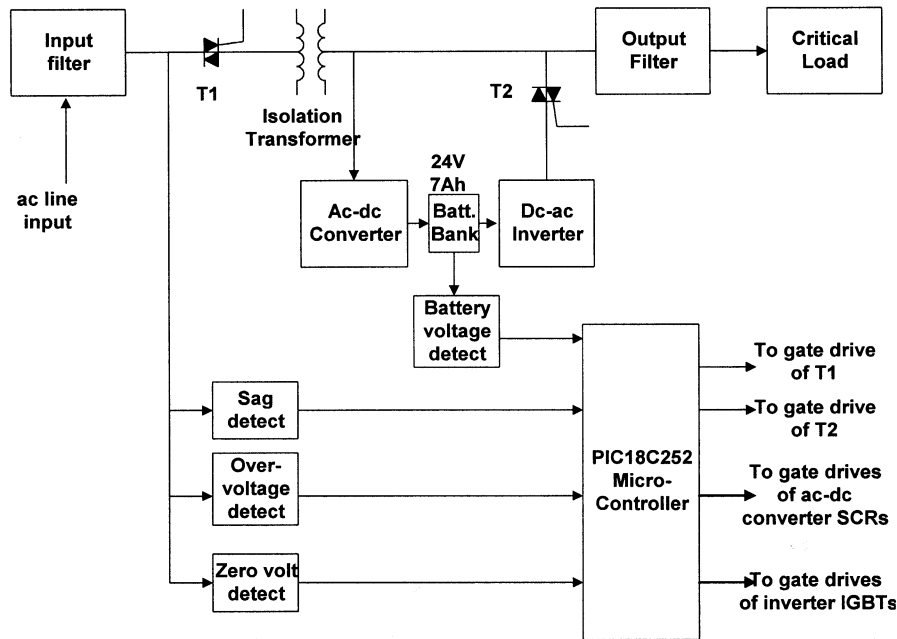 Input
filter
T1
Isolation
Transformer
T2
Output
Filter
Critical
Load
ac line
input
Ac-dc
Converter
24V
7Ah
Batt.
Bank
Dc-ac
Inverter
Battery
voltage
detect
Sag
detect
Over-
voltage
detect
Zero volt
detect
PIC18C252
Micro-
Controller
To gate drive
of T1
To gate drive
of T2
To gate drives
of ac-dc
converter SCRs
To gate drives
of inverter IGBTs